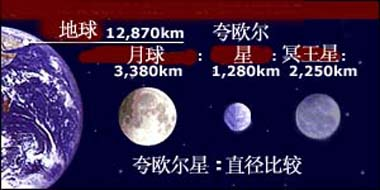 地球 12,870km 夸欧尔
月球 : 星 : 冥王星:
3,380km 1,280km 2,250km
夸欧尔星:直径比较